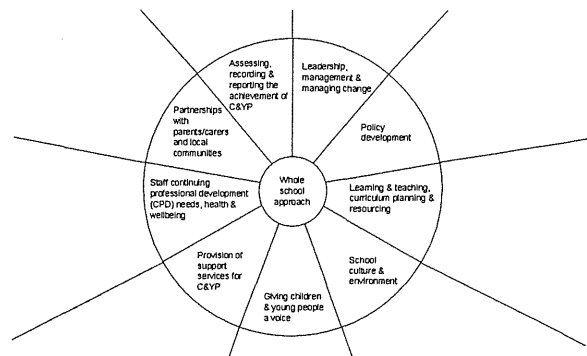 Assessing,
recording &
reporting the
achievement of
C&YP
Leadership,
management &
managing change
Policy
development
Learning & teaching,
curriculum planning &
resourcing
School
culture &
environment
Giving children
& young people
a voice
Provision of
support
services for
C&YP
Staff continuing
professional development
(CPD) needs, health &
wellbeing
Partnerships
with
parents/carers
and local
communities
Whole
school
approach